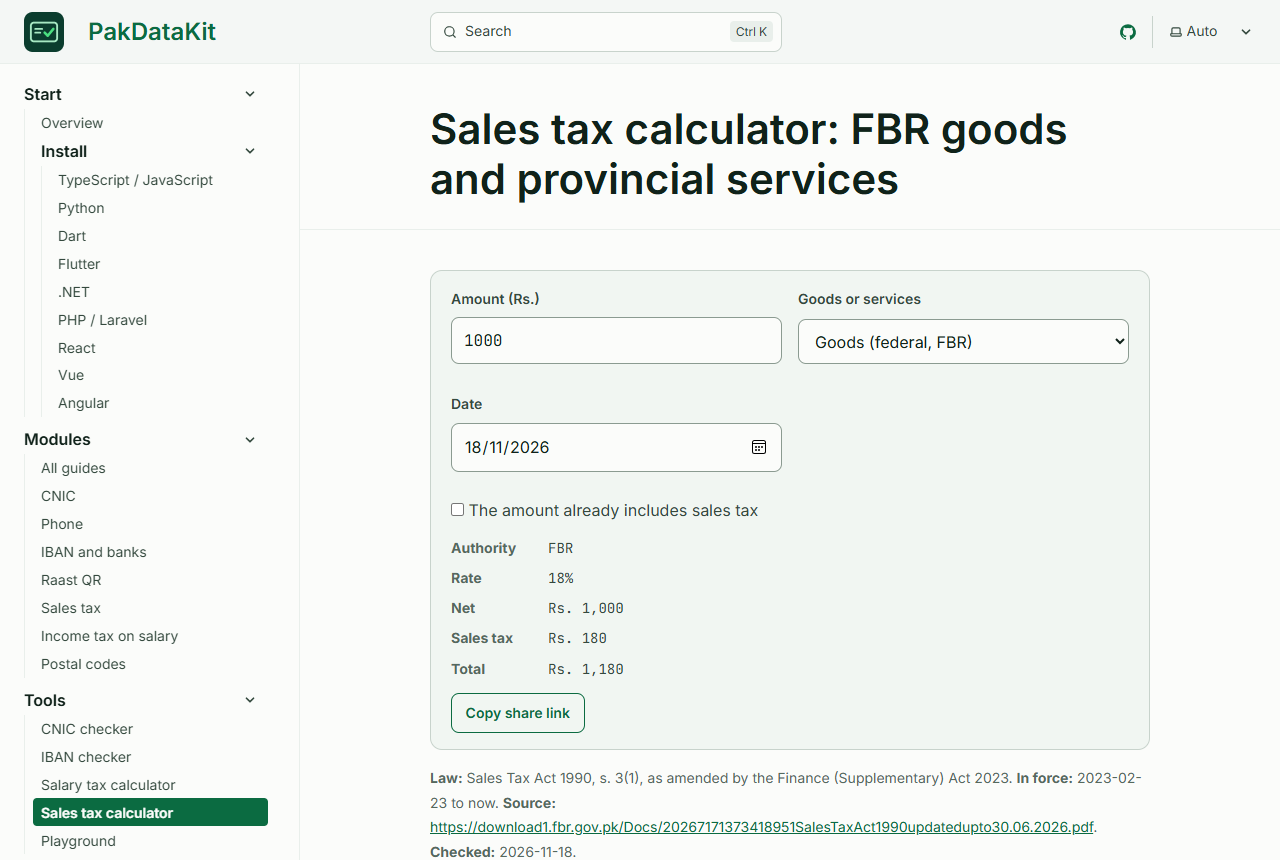 PakDataKit
Search
Ctrl K
Auto
Start
Overview
Install
TypeScript / JavaScript
Python
Dart
Flutter
.NET
PHP / Laravel
React
Vue
Angular
Modules
All guides
CNIC
Phone
IBAN and banks
Raast QR
Sales tax
Income tax on salary
Postal codes
Tools
CNIC checker
IBAN checker
Salary tax calculator
Sales tax calculator
Playground
Sales tax calculator: FBR goods
and provincial services
Amount (Rs.)
1000
Goods or services
Goods (federal, FBR)
Date
18/11/2026
The amount already includes sales tax
Authority FBR
Rate 18%
Net Rs. 1,000
Sales tax Rs. 180
Total Rs. 1,180
Copy share link
Law: Sales Tax Act 1990, s. 3(1), as amended by the Finance (Supplementary) Act 2023. In force: 2023-02-
23 to now. Source:
https://download1.fbr.gov.pk/Docs/20267171373418951SalesTaxAct1990updatedupto30.06.2026.pdf.
Checked: 2026-11-18.